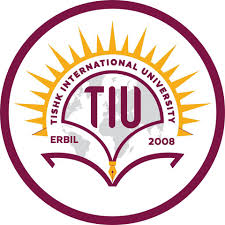 TISHK INTERNATIONAL UNIVERSITY
TIU
ERBIL 2008